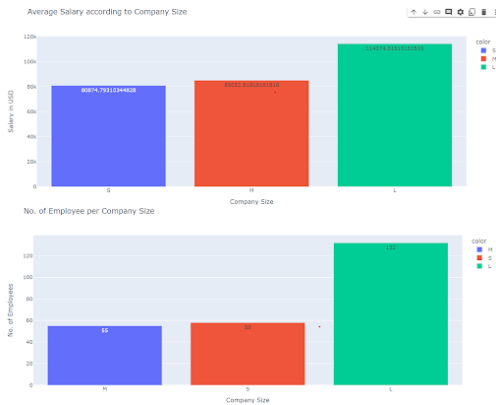 Average Salary according to Company Size
120k
100k
80k
60k
40k
20k
0
Salary in USD
80874.79310344828
S
M
L
Company Size
color
S
M
L
No. of Employee per Company Size
120
100
80
60
40
20
0
No. of Employees
55
58
132
M
S
L
Company Size
color
M
S
L